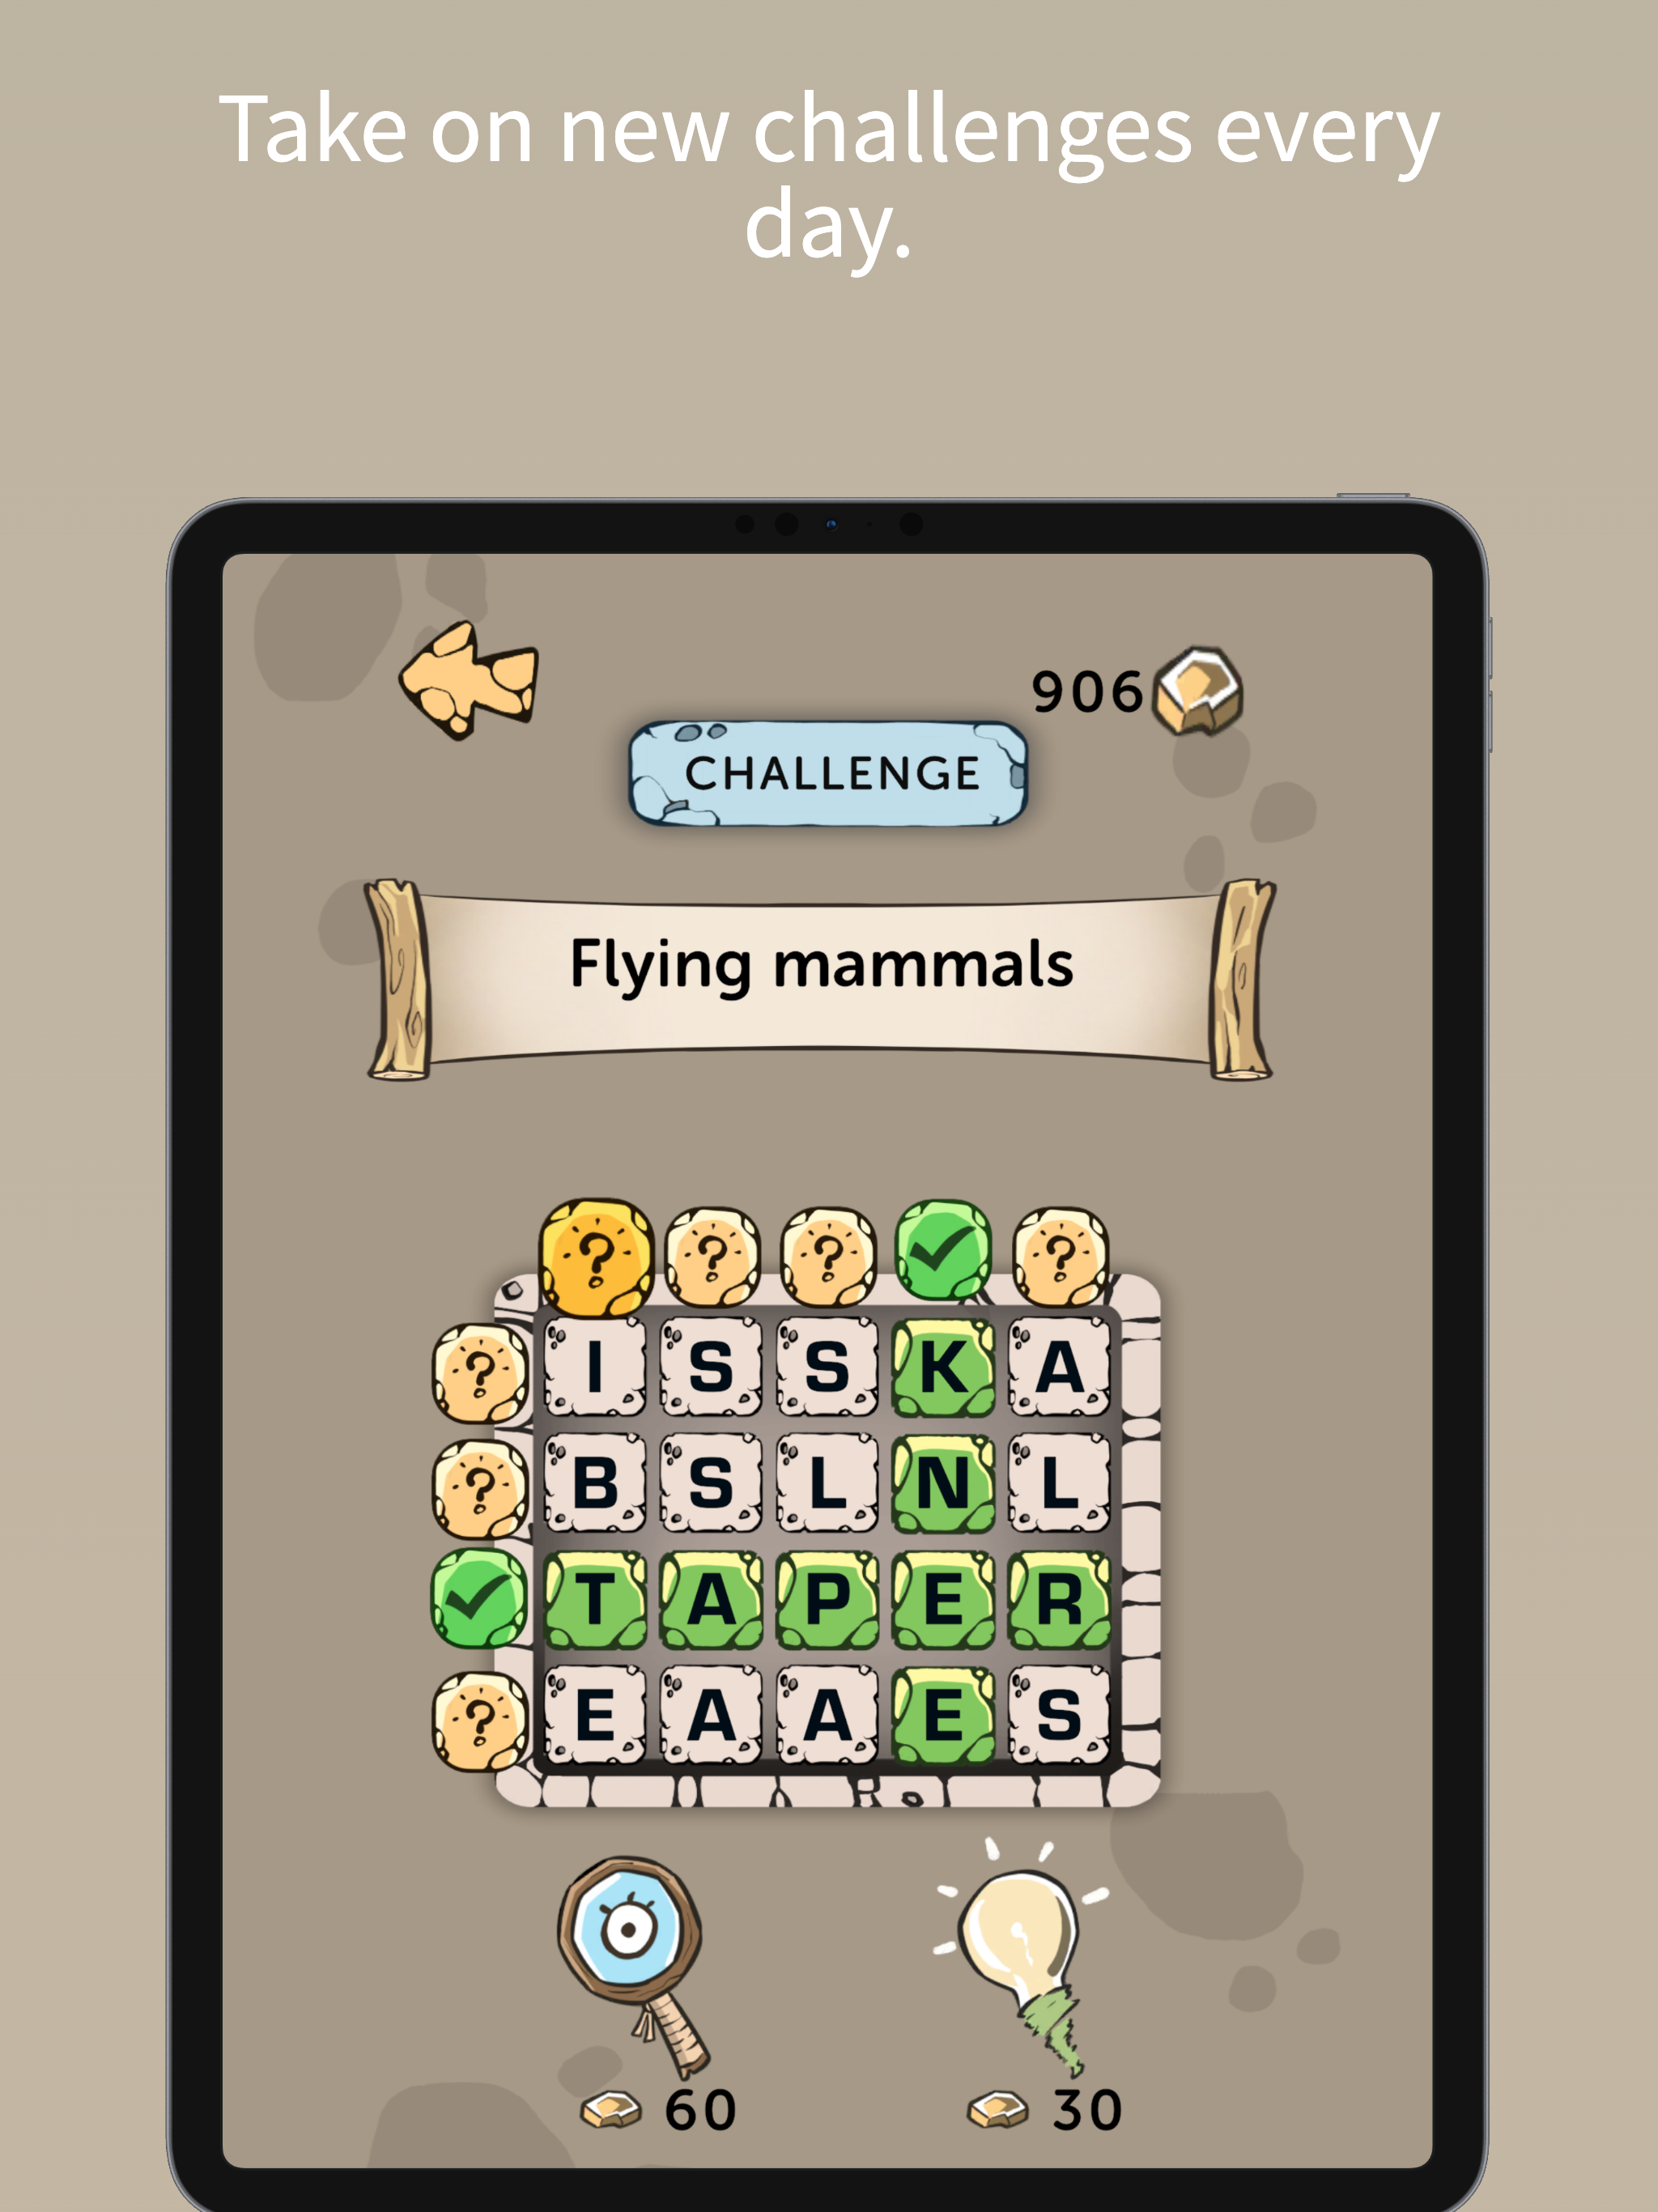 Take on new challenges every
day.
906
CHALLENGE
Flying mammals
? ? ? ?
? I S S K A
? B S L N L
T A P E R
? E A A E S
60 30